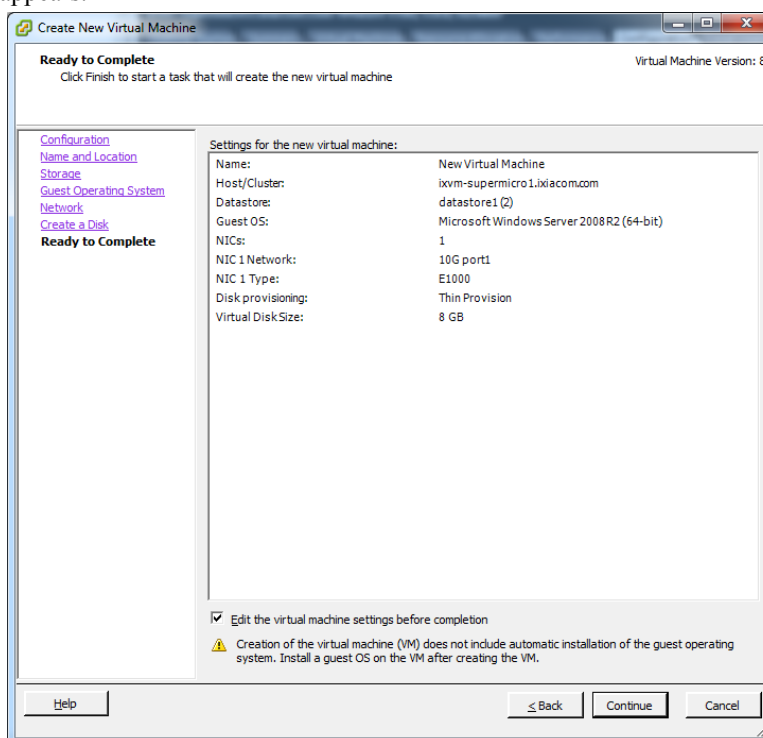 appears.
Create New Virtual Machine
Ready to Complete
Click Finish to start a task that will create the new virtual machine
Virtual Machine Version: 8
Configuration
Name and Location
Storage
Guest Operating System
Network
Create a Disk
Ready to Complete
Settings for the new virtual machine:
Name: New Virtual Machine
Host/Cluster: ixvm-supermicro1.ixiacom.com
Datastore: datastore1 (2)
Guest OS: Microsoft Windows Server 2008 R2 (64-bit)
NICs: 1
NIC 1 Network: 10G port1
NIC 1 Type: E1000
Disk provisioning: Thin Provision
Virtual Disk Size: 8 GB
Edit the virtual machine settings before completion
Creation of the virtual machine (VM) does not include automatic installation of the guest operating
system. Install a guest OS on the VM after creating the VM.
Help
< Back
Continue
Cancel